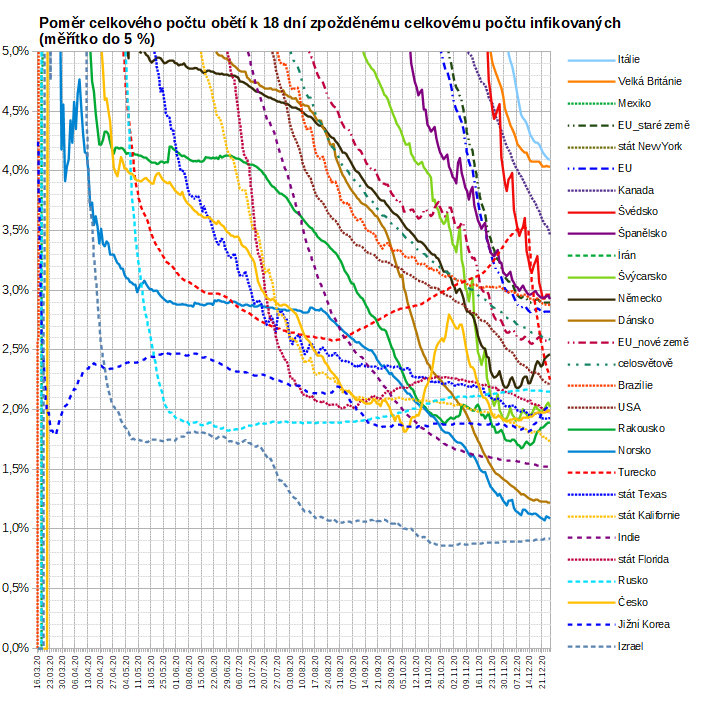 Poměr celkového počtu obětí k 18 dní zpožděnému celkovému počtu infikovaných
(měřítko do 5 %)
5,0%
4,5%
4,0%
3,5%
3,0%
2,5%
2,0%
1,5%
1,0%
0,5%
0,0%
Itálie
Velká Británie
Mexiko
EU_staré země
stát NewYork
EU
Kanada
Švédsko
Španělsko
Irán
Švýcarsko
Německo
Dánsko
EU_nové země
celosvětově
Brazilie
USA
Rakousko
Norsko
Turecko
stát Texas
stát Kalifornie
Indie
stát Florida
Rusko
Česko
Jižní Korea
Izrael
16.03.20
23.03.20
30.03.20
06.04.20
13.04.20
20.04.20
27.04.20
04.05.20
11.05.20
18.05.20
25.05.20
01.06.20
08.06.20
15.06.20
22.06.20
29.06.20
06.07.20
13.07.20
20.07.20
27.07.20
03.08.20
10.08.20
17.08.20
24.08.20
31.08.20
07.09.20
14.09.20
21.09.20
28.09.20
05.10.20
12.10.20
19.10.20
26.10.20
02.11.20
09.11.20
16.11.20
23.11.20
30.11.20
07.12.20
14.12.20
21.12.20